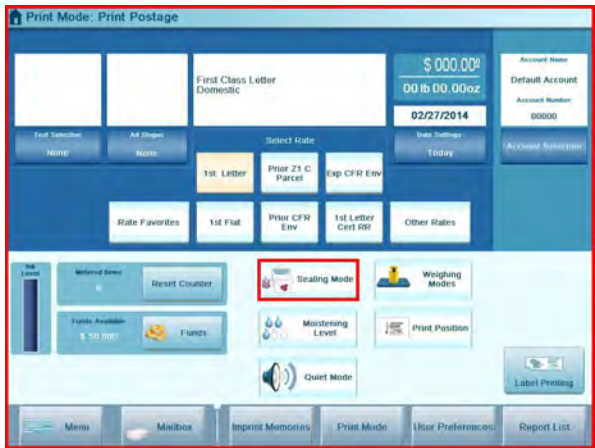 Print Mode: Print Postage
First Class Letter
Domestic
$ 000.00⁰
00 lb 00.00oz
02/27/2014
Account Name
Default Account
Account Number
00000
Text Selection
None
Ad Slogan
None
Select Rate
Date Settings
Today
Account Selection
1st. Letter
Prior Z1 C
Parcel
Exp CFR Env
Rate Favorites
1st Flat
Prior CFR
Env
1st Letter
Cert RR
Other Rates
Ink
Level
Metered Items
0
Reset Counter
Funds Available
$ 50.000
Funds
Sealing Mode
Weighing
Modes
Moistening
Level
Print Position
Quiet Mode
Label Printing
Menu
Mailbox
Imprint Memories
Print Mode
User Preferences
Report List